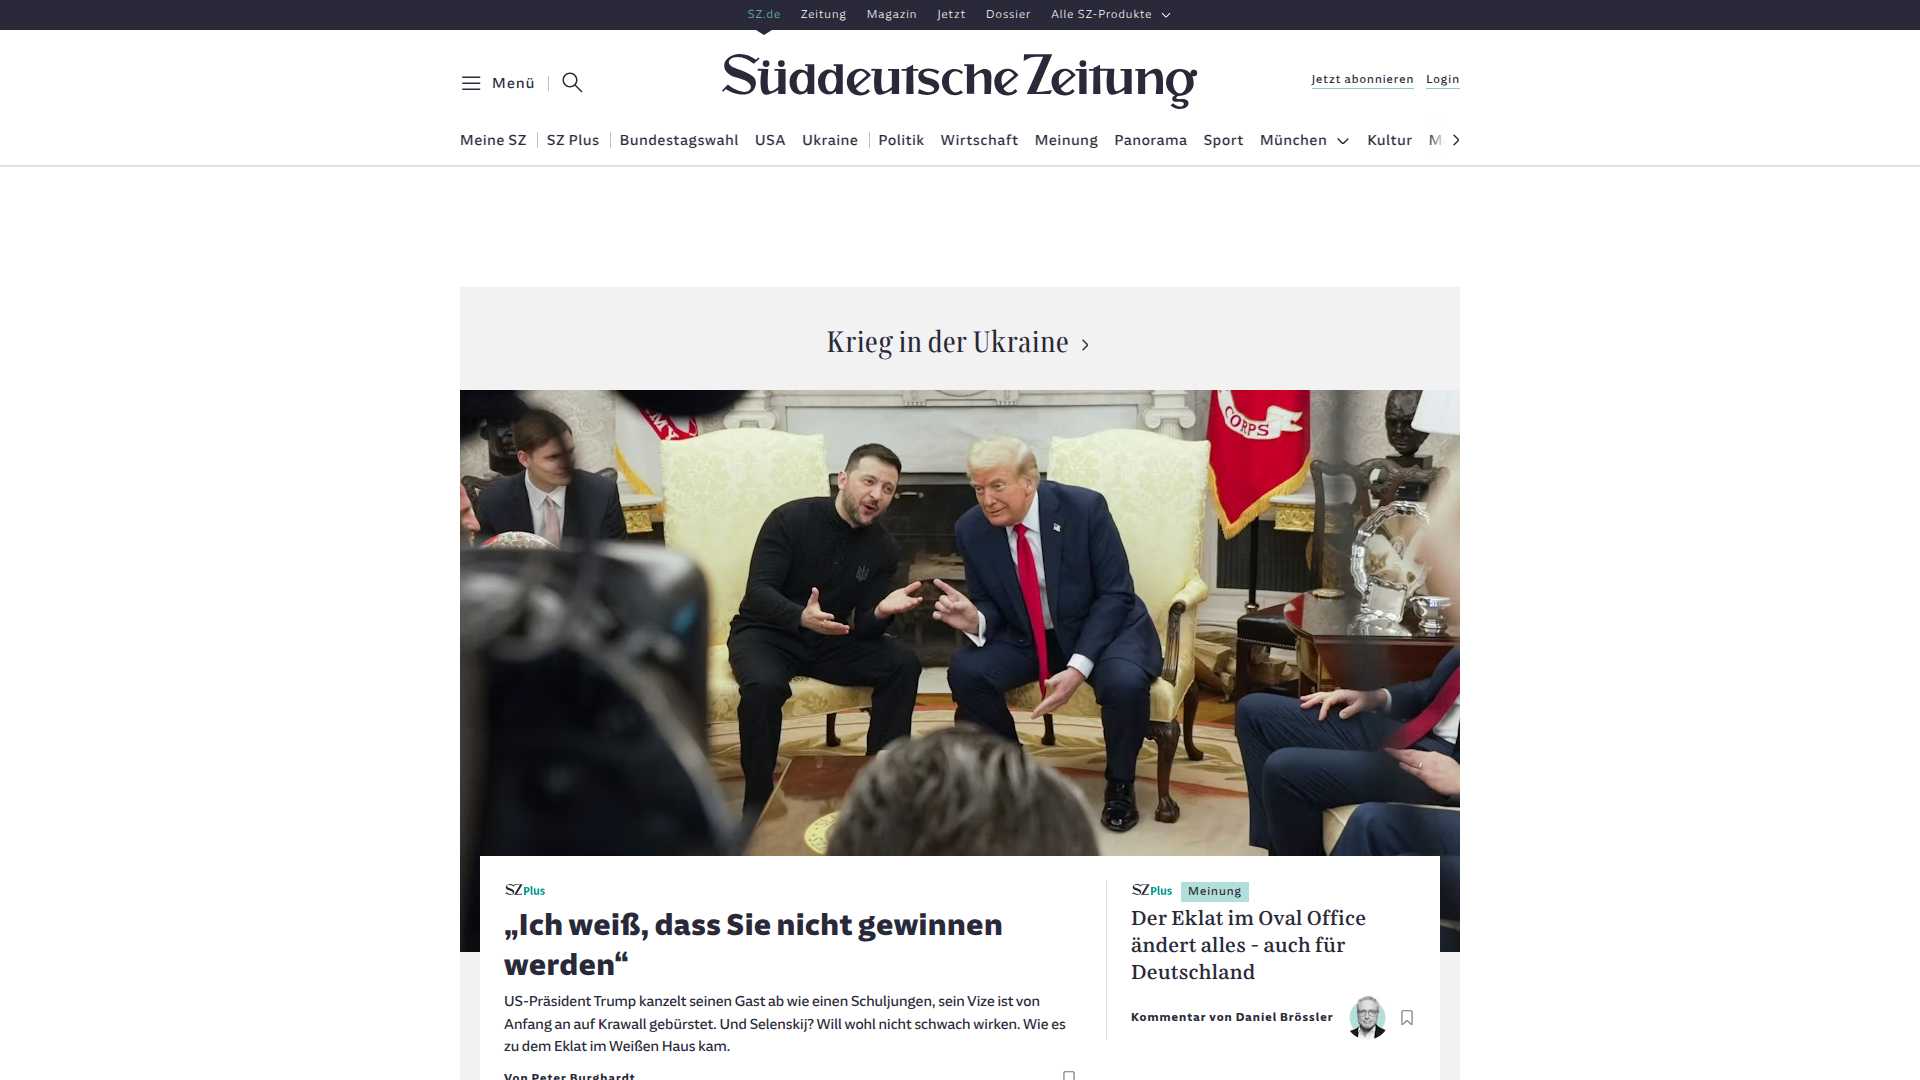 SZ.de Zeitung Magazin Jetzt Dossier Alle SZ-Produkte
Menü
Süddeutsche Zeitung
Jetzt abonnieren Login
Meine SZ SZ Plus Bundestagswahl USA Ukraine Politik Wirtschaft Meinung Panorama Sport München Kultur M
Krieg in der Ukraine
CORPS
SZ Plus
„Ich weiß, dass Sie nicht gewinnen
werden“
US-Präsident Trump kanzelt seinen Gast ab wie einen Schuljungen, sein Vize ist von
Anfang an auf Krawall gebürstet. Und Selenskij? Will wohl nicht schwach wirken. Wie es
zu dem Eklat im Weißen Haus kam.
Von Peter Burghardt
SZ Plus Meinung
Der Eklat im Oval Office
ändert alles - auch für
Deutschland
Kommentar von Daniel Brössler